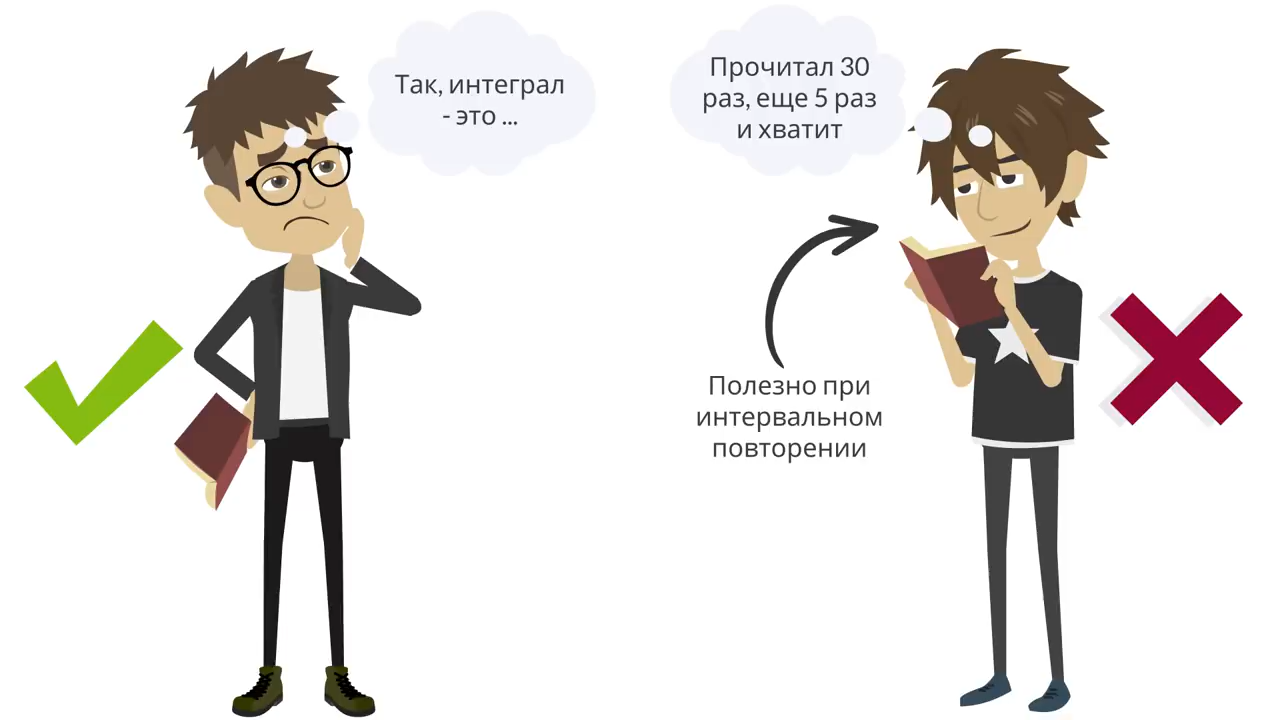 Так, интеграл
- это ...
Прочитал 30
раз, еще 5 раз
и хватит
Полезно при
интервальном
повторении